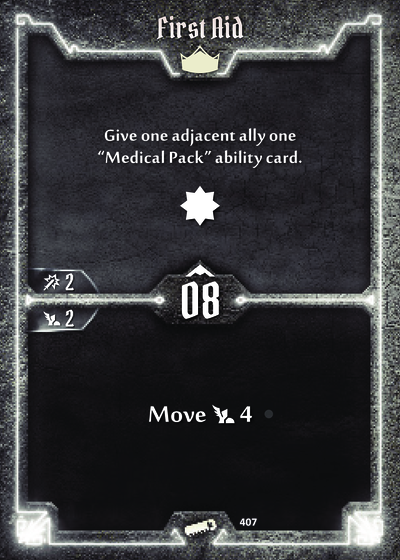 First Aid
Give one adjacent ally one
“Medical Pack” ability card.
2
08
2
Move 4
407